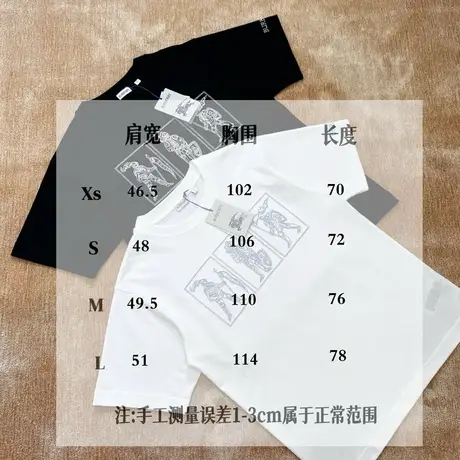 肩宽 胸围 长度
Xs 46.5 102 70
S 48 106 72
M 49.5 110 76
L 51 114 78
注:手工测量误差1-3cm属于正常范围